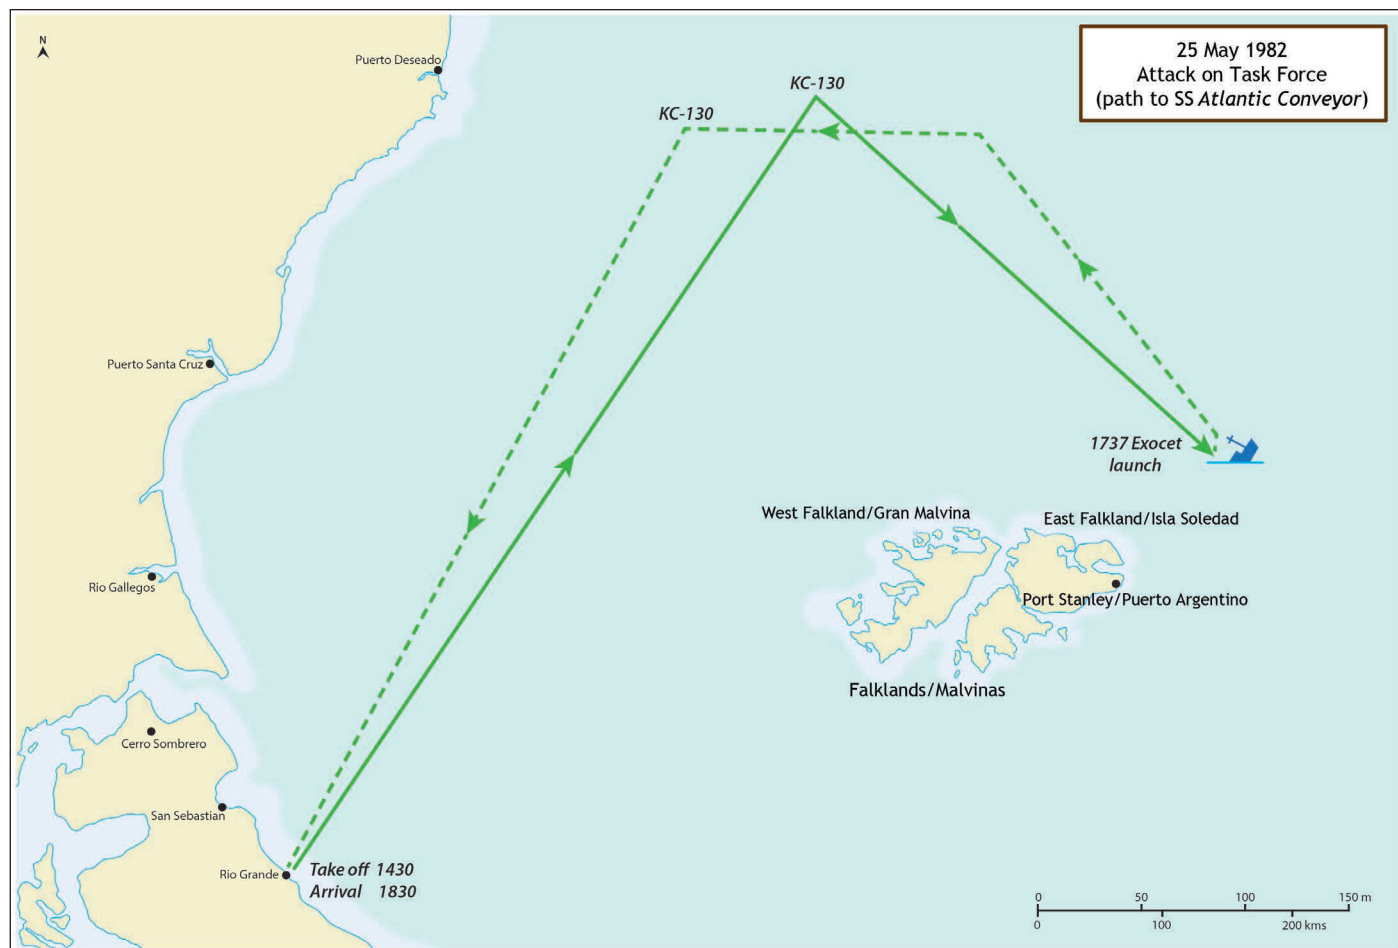 N
Puerto Deseado
KC-130
KC-130
25 May 1982
Attack on Task Force
(path to SS Atlantic Conveyor)
Puerto Santa Cruz
1737 Exocet
launch
West Falkland/Gran Malvina
East Falkland/Isla Soledad
Rio Gallegos
Port Stanley/Puerto Argentino
Falklands/Malvinas
Cerro Sombrero
San Sebastian
Rio Grande
Take off 1430
Arrival 1830
0 50 100 150 m
0 100 200 kms